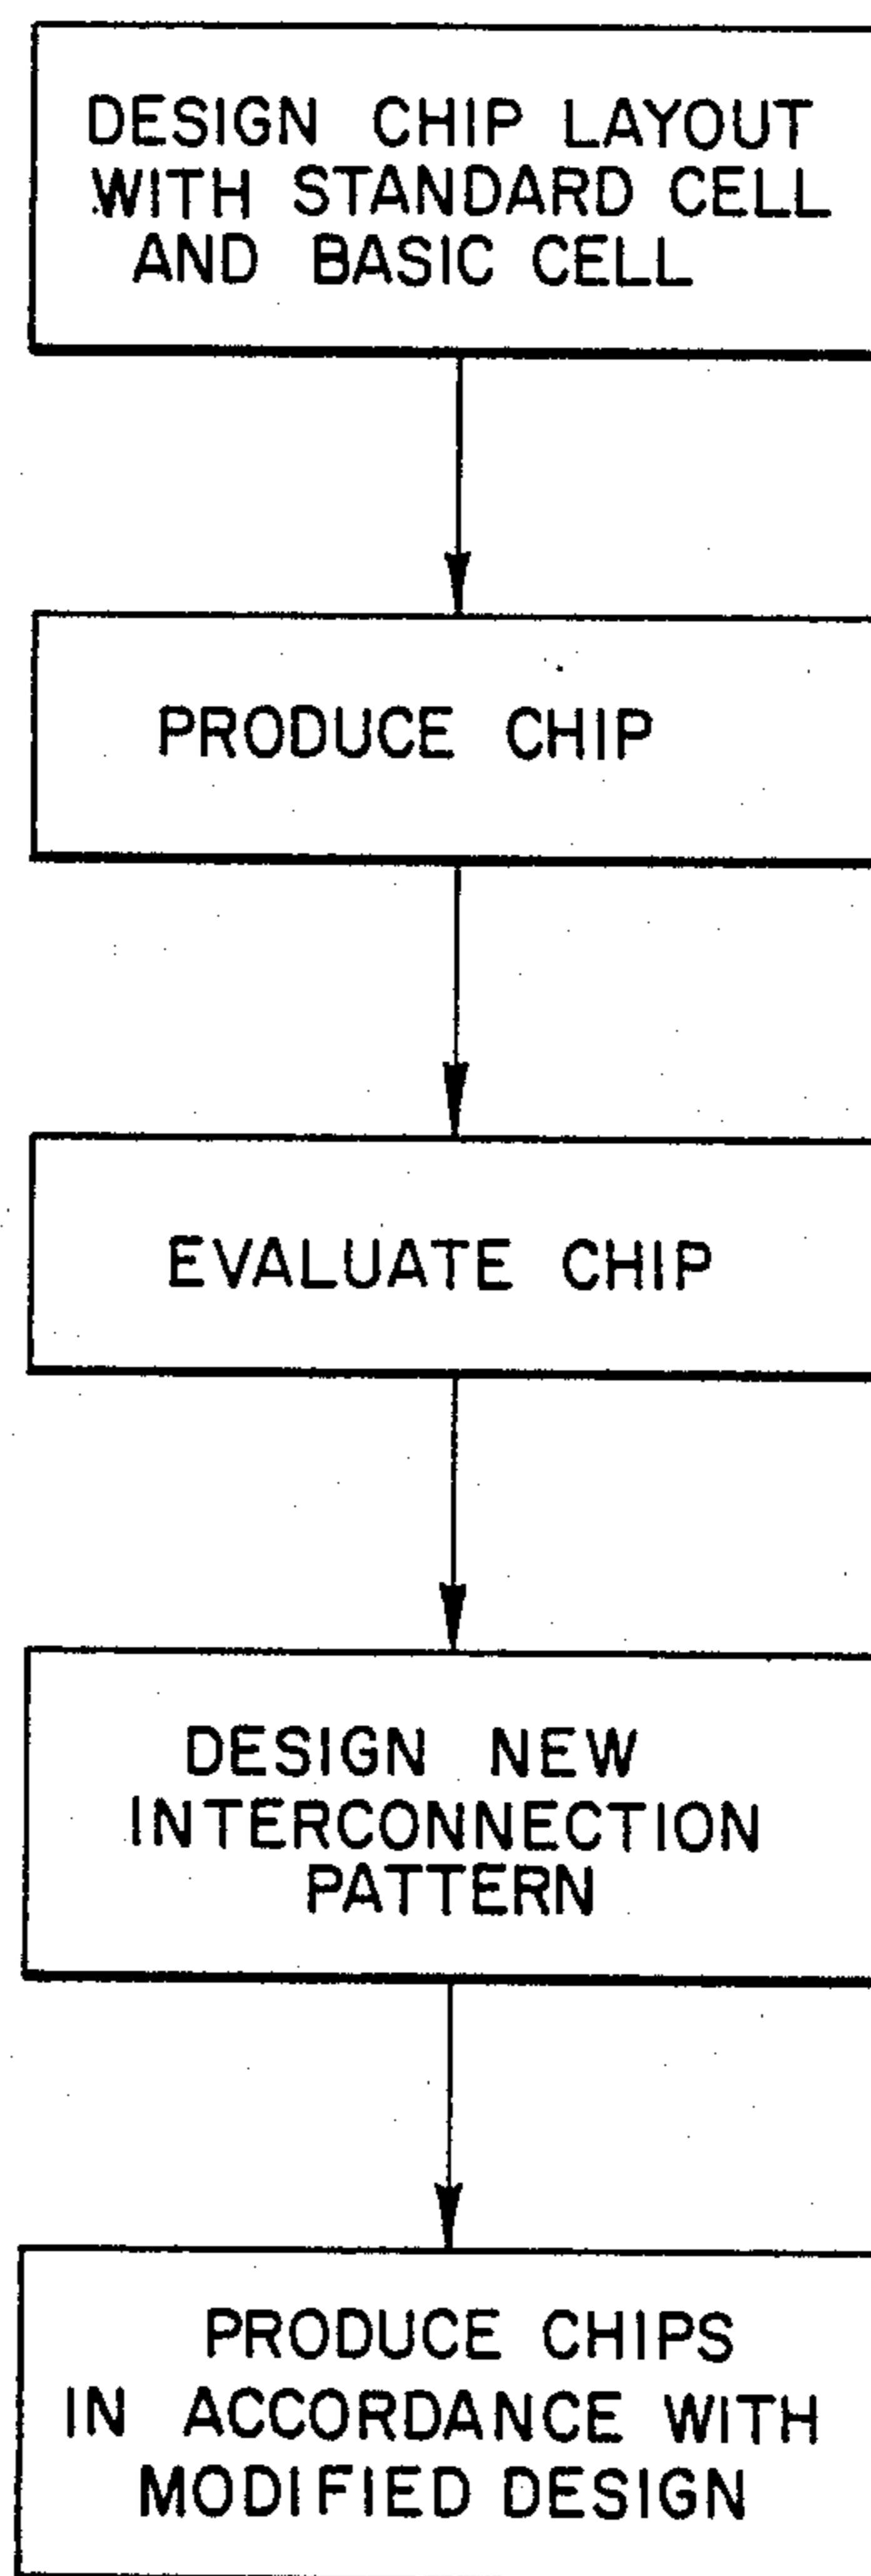 DESIGN CHIP LAYOUT
WITH STANDARD CELL
AND BASIC CELL
PRODUCE CHIP
EVALUATE CHIP
DESIGN NEW
INTERCONNECTION
PATTERN
PRODUCE CHIPS
IN ACCORDANCE WITH
MODIFIED DESIGN